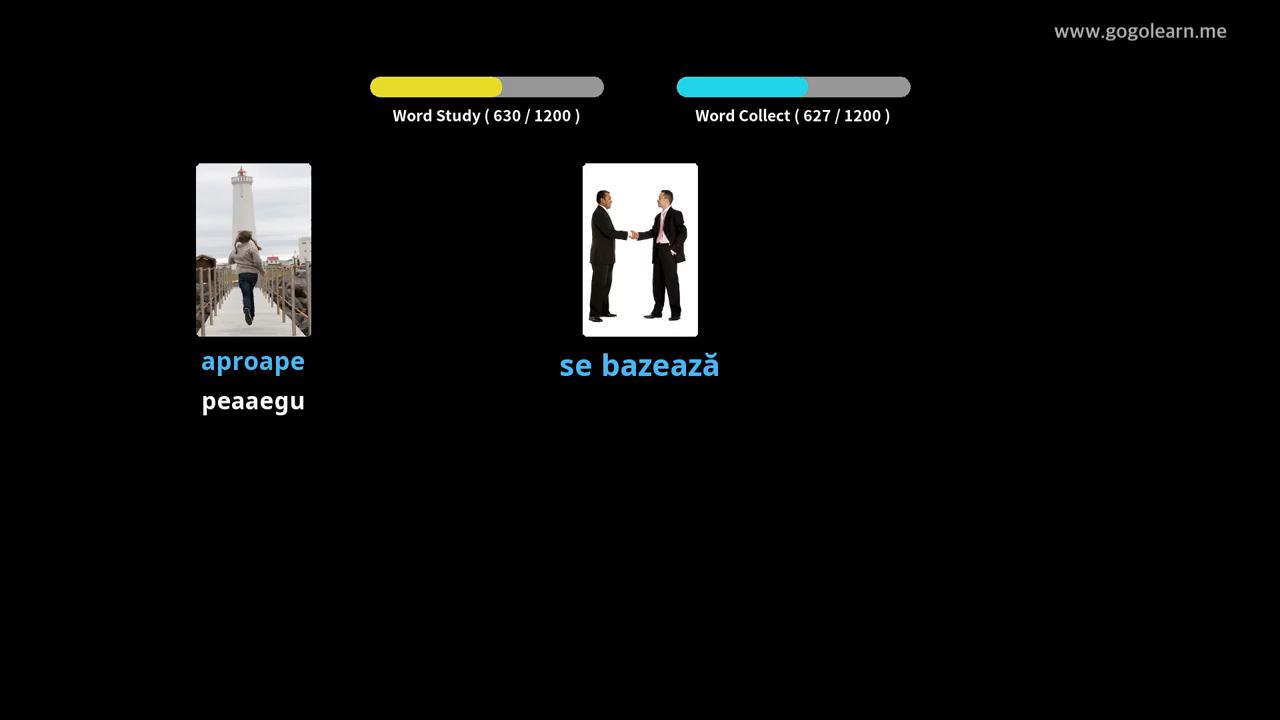 www.gogolearn.me
Word Study ( 630 / 1200 )
Word Collect ( 627 / 1200 )
aproape
peaaegu
se bazează